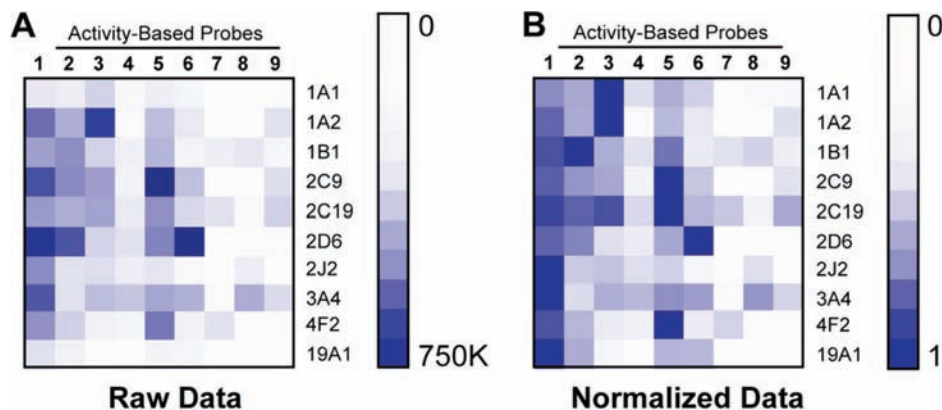 A
Activity-Based Probes
1 2 3 4 5 6 7 8 9
1A1
1A2
1B1
2C9
2C19
2D6
2J2
3A4
4F2
19A1
0
750K
Raw Data
B
Activity-Based Probes
1 2 3 4 5 6 4 7 8 9
1A1
1A2
1B1
2C9
2C19
2D6
2J2
3A4
4F2
19A1
0
1
Normalized Data